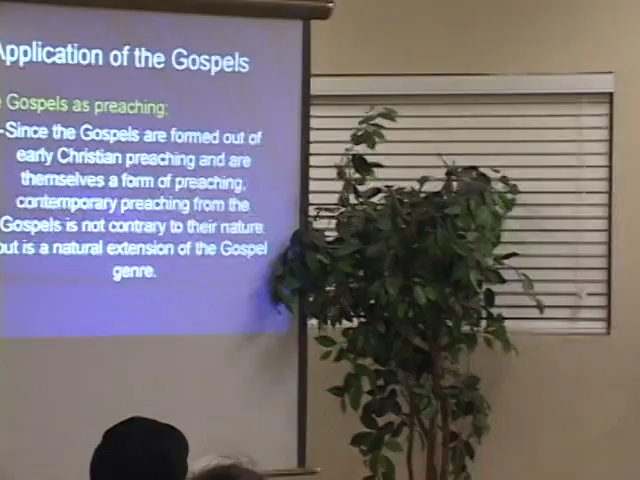 Application of the Gospels
Gospels as preaching:
-Since the Gospels are formed out of
early Christian preaching and are
themselves a form of preaching,
contemporary preaching from the
Gospels is not contrary to their nature
but is a natural extension of the Gospel
genre.